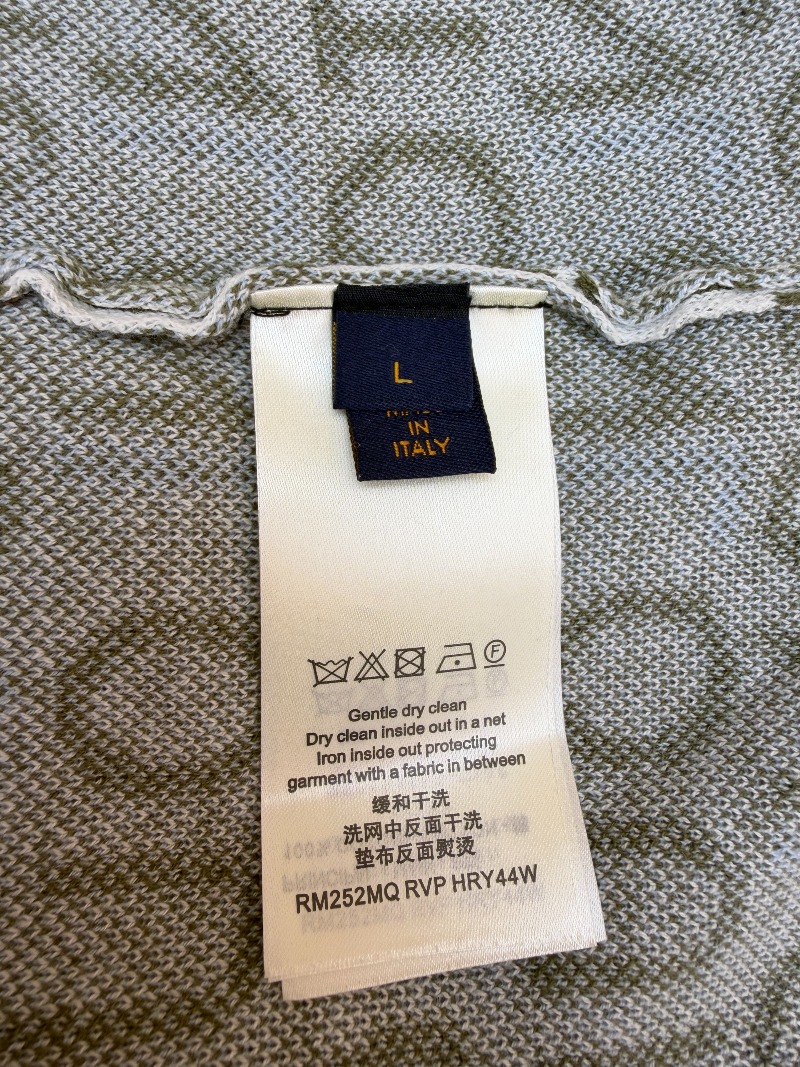 L
IN
ITALY
F
Gentle dry clean
Dry clean inside out in a net
Iron inside out protecting
garment with a fabric in between
缓和干洗
洗网中反面干洗
垫布反面熨烫
RM252MQ RVP HRY44W